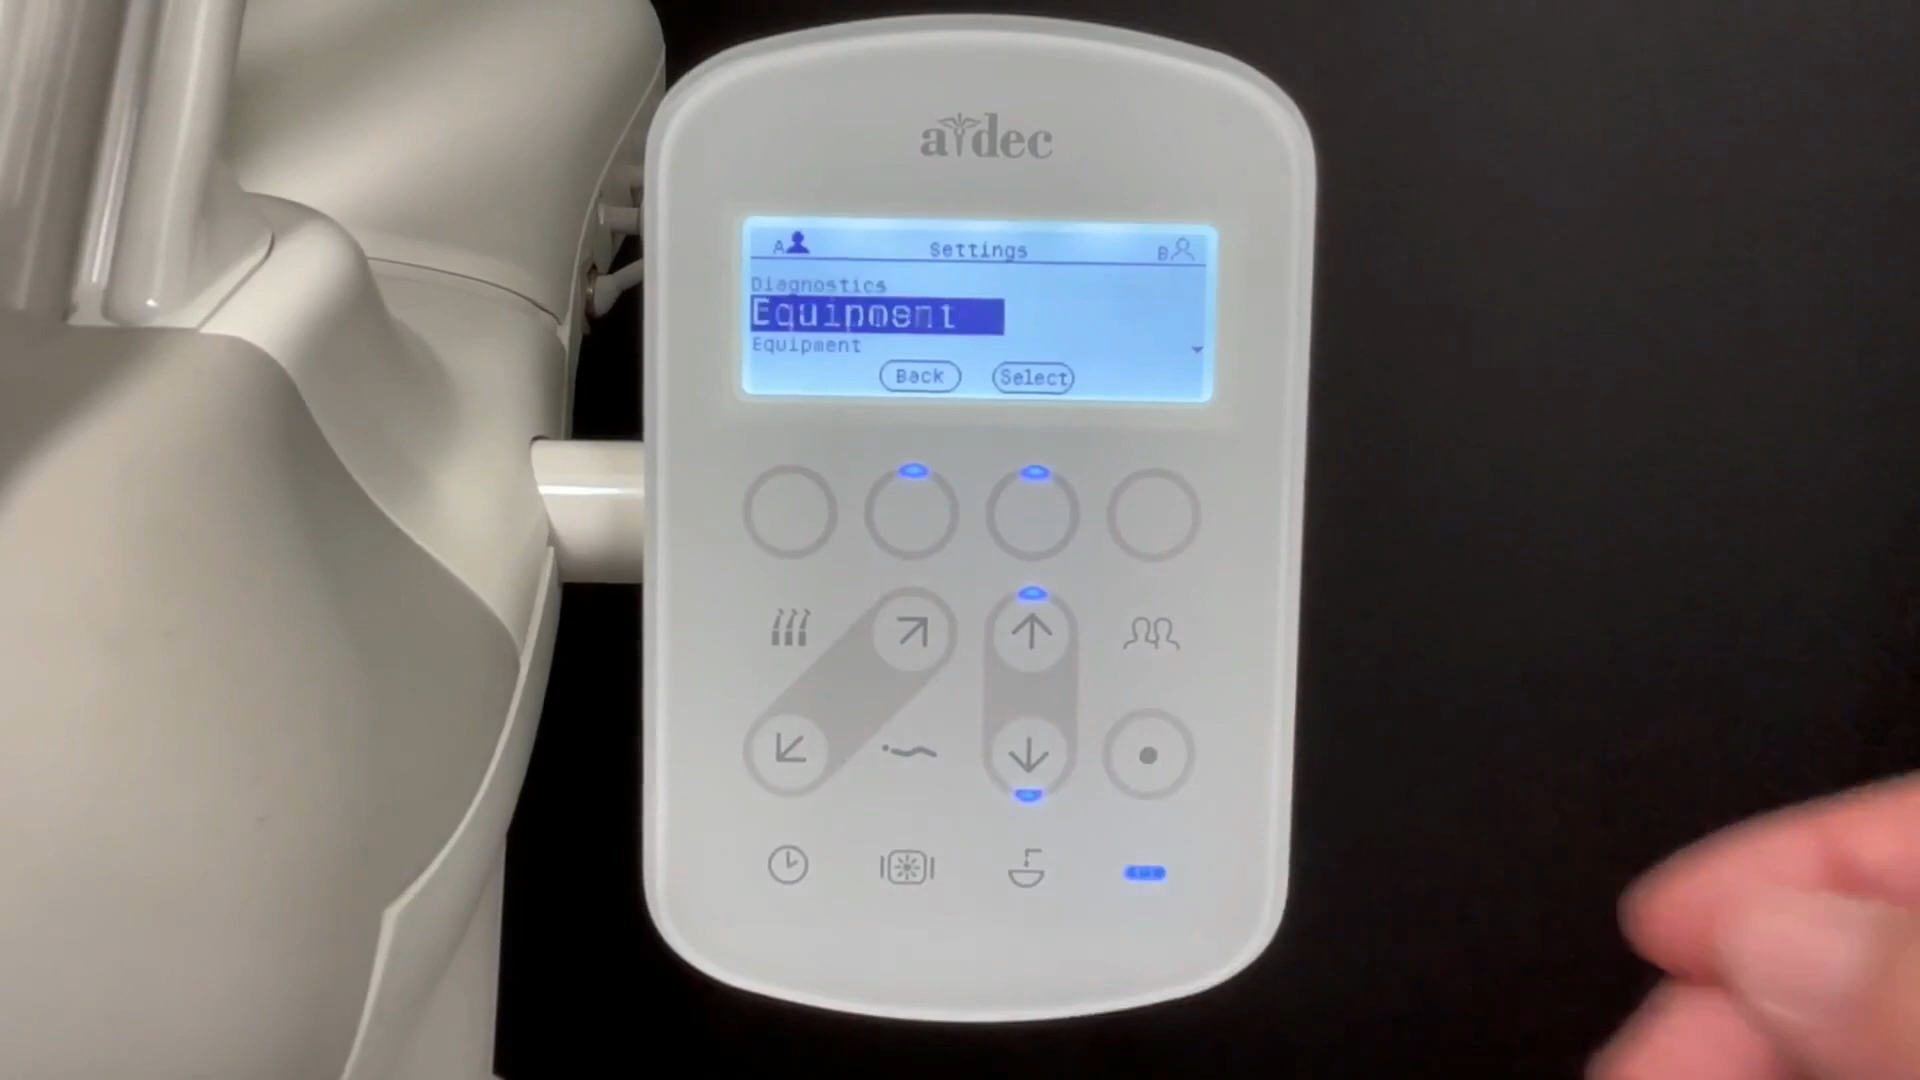 a-dec
A Settings B
Diagnostics
Equipment
Equipment
Back Select